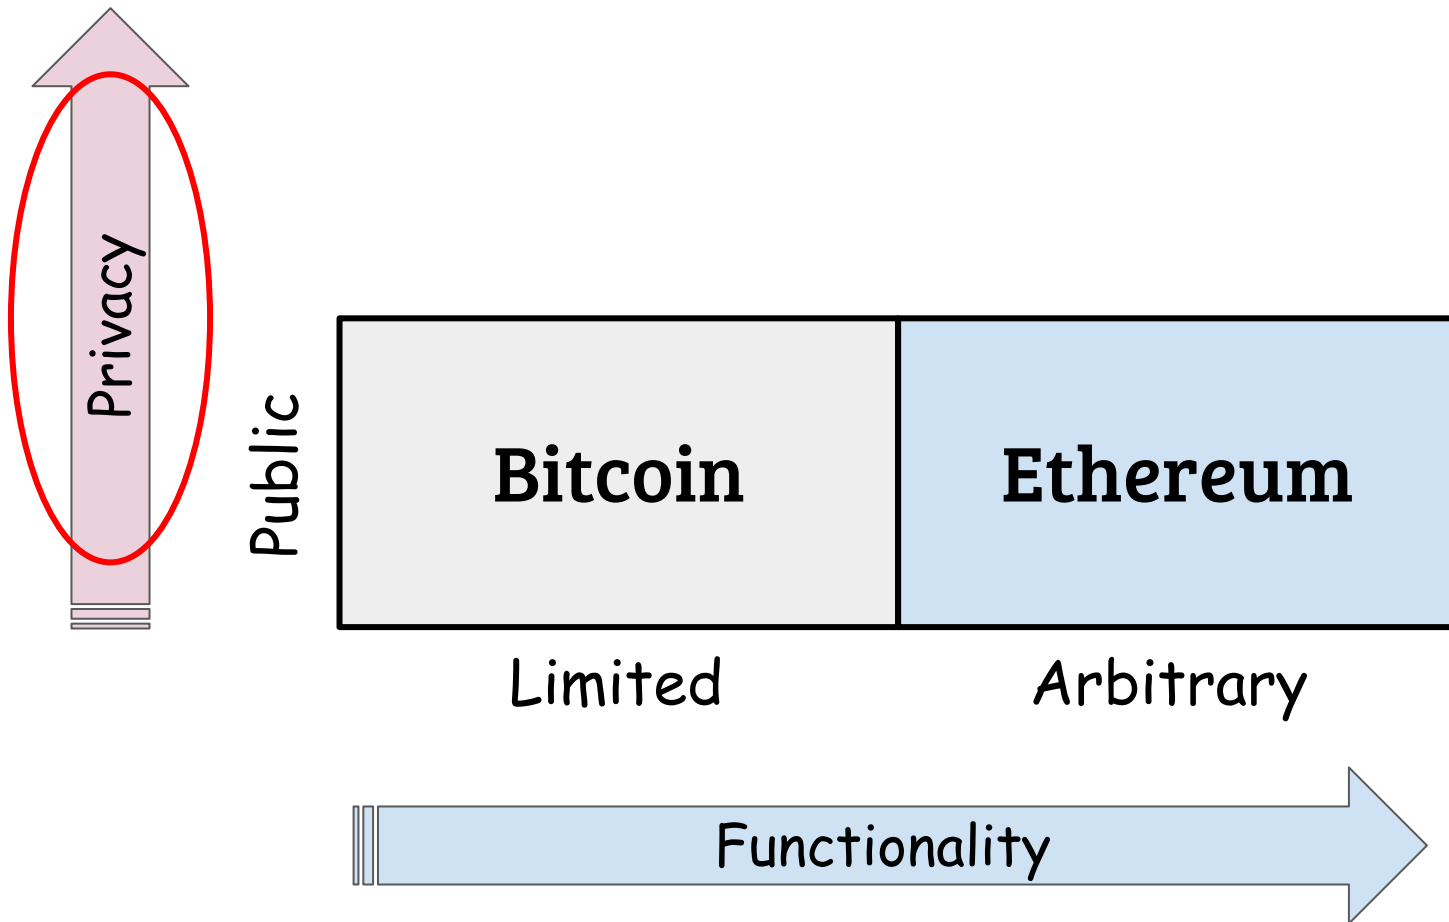 Privacy
Public
Bitcoin
Ethereum
Limited
Arbitrary
Functionality